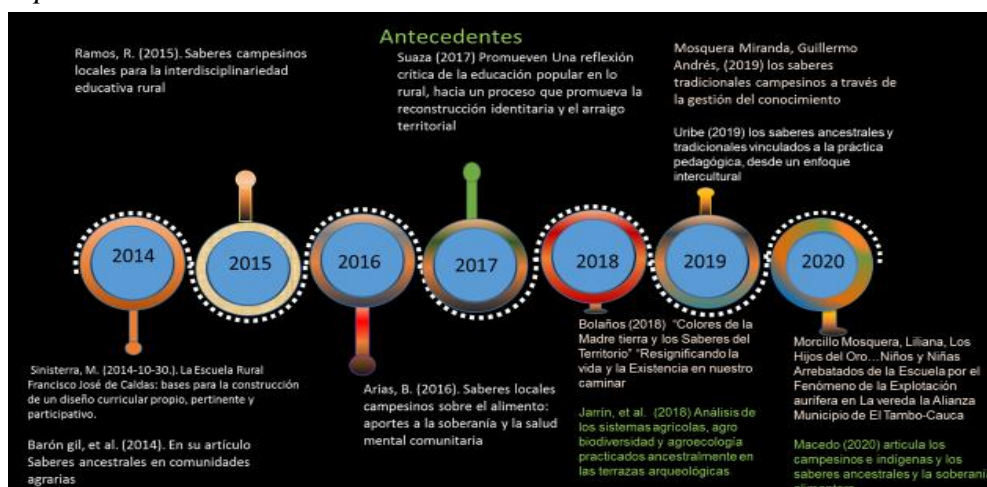 Antecedentes
Ramos, R. (2015). Saberes campesinos
locales para la interdisciplinariedad
educativa rural
Suaza (2017) Promueven Una reflexión
crítica de la educación popular en lo
rural, hacia un proceso que promueva la
reconstrucción identitaria y el arraigo
territorial
Mosquera Miranda, Guillermo
Andrés, (2019) los saberes
tradicionales campesinos a través de
la gestión del conocimiento
Uribe (2019) los saberes ancestrales y
tradicionales vinculados a la práctica
pedagógica, desde un enfoque
intercultural
2014
2015
2016
2017
2018
2019
2020
Sinisterra, M. (2014-10-30.). La Escuela Rural
Francisco José de Caldas: bases para la construcción
de un diseño curricular propio, pertinente y
participativo.
Barón gil, et al. (2014). En su artículo
Saberes ancestrales en comunidades
agrarias
Arias, B. (2016). Saberes locales
campesinos sobre el alimento:
aportes a la soberanía y la salud
mental comunitaria
Bolaños (2018) “Colores de la
Madre tierra y los Saberes del
Territorio” “Resignificando la
vida y la Existencia en nuestro
caminar
Jarrín, et al. (2018) Análisis de
los sistemas agrícolas, agro
biodiversidad y agroecología
practicados ancestralmente en
las terrazas arqueológicas
Morcillo Mosquera, Liliana, Los
Hijos del Oro…Niños y Niñas
Arrebatados de la Escuela por el
Fenómeno de la Explotación
aurífera en La vereda la Alianza
Municipio de El Tambo-Cauca
Macedo (2020) articula los
campesinos e indígenas y los
saberes ancestrales y la soberanía